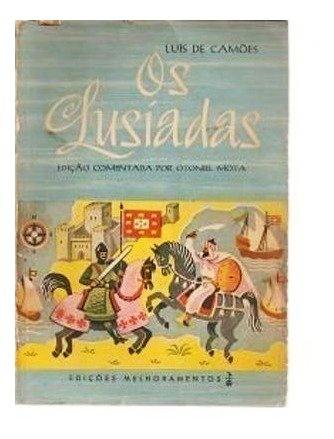 LUÍS DE CAMÕES
Os
Lusíadas
EDIÇÃO COMENTADA POR OTONIEL MOTA
EDIÇÕES MELHORAMENTOS